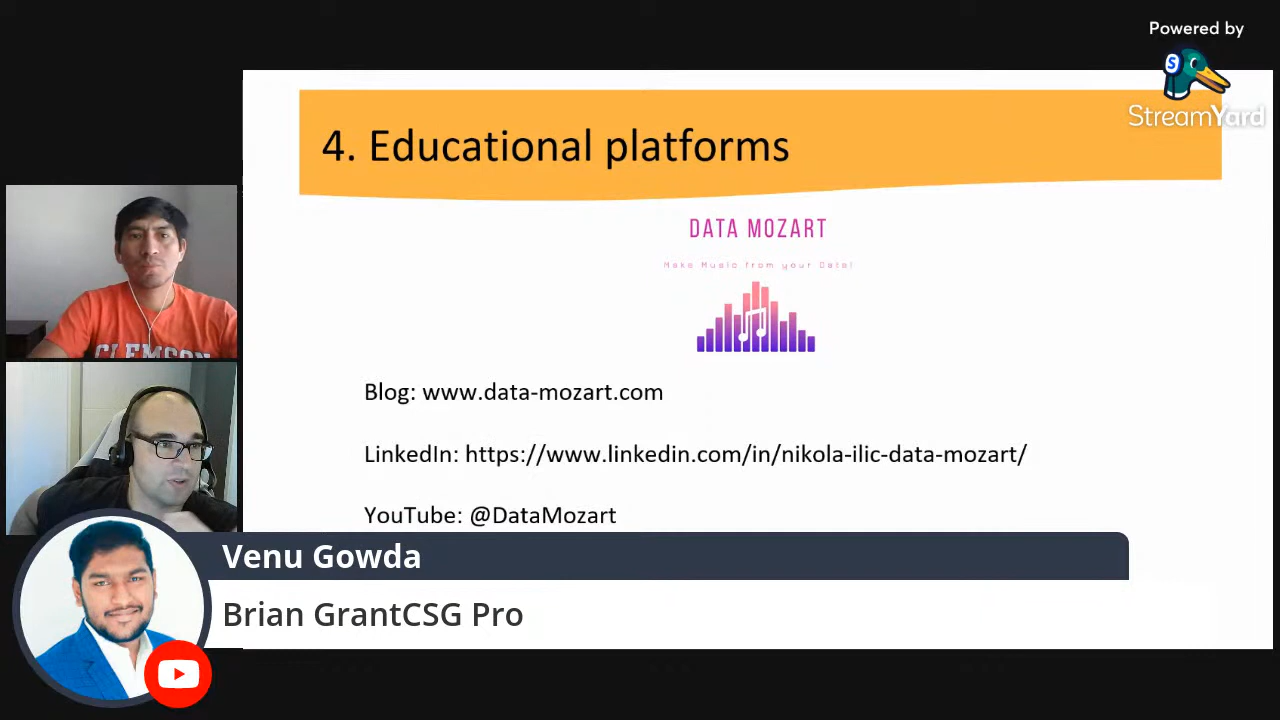 Powered by
StreamYard
4. Educational platforms
DATA MOZART
Make Music from your Data!
Blog: www.data-mozart.com
LinkedIn: https://www.linkedin.com/in/nikola-ilic-data-mozart/
YouTube: @DataMozart
CLEMSON
Venu Gowda
Brian GrantCSG Pro